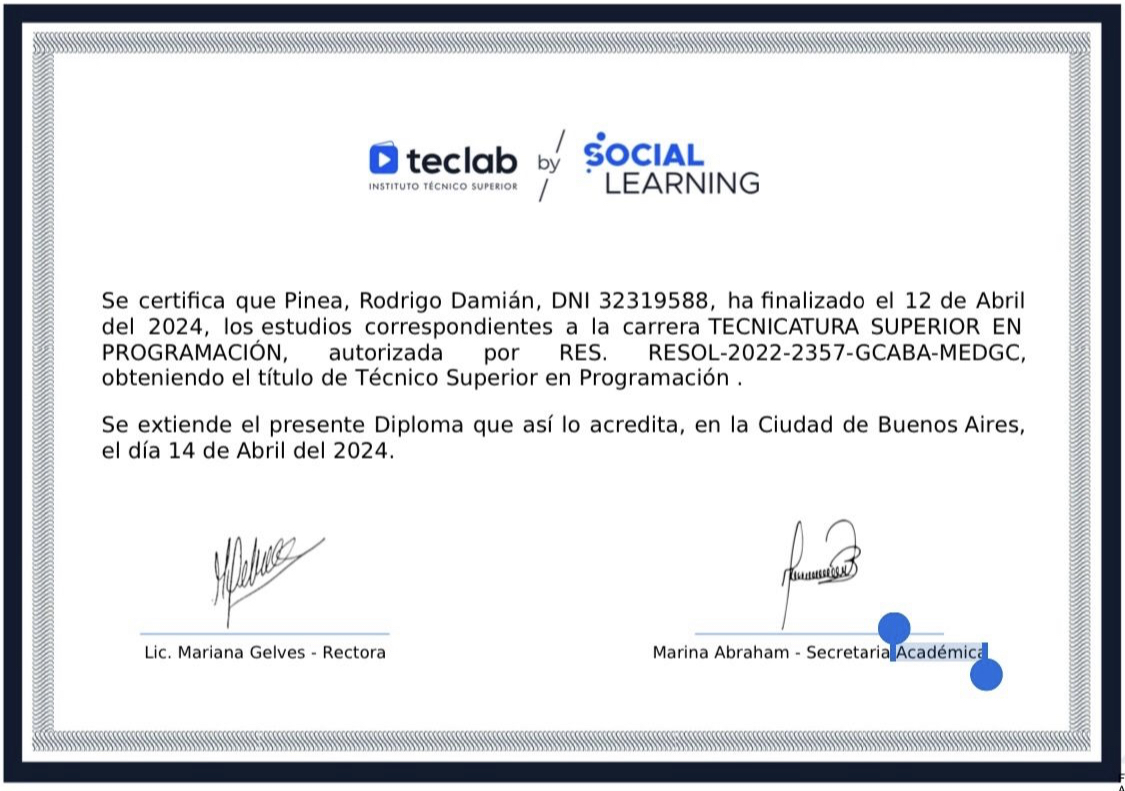 teclab by SOCIAL
INSTITUTO TÉCNICO SUPERIOR LEARNING
Se certifica que Pinea, Rodrigo Damián, DNI 32319588, ha finalizado el 12 de Abril
del 2024, los estudios correspondientes a la carrera TECNICATURA SUPERIOR EN
PROGRAMACIÓN, autorizada por RES. RESOL-2022-2357-GCABA-MEDGC,
obteniendo el título de Técnico Superior en Programación .
Se extiende el presente Diploma que así lo acredita, en la Ciudad de Buenos Aires,
el día 14 de Abril del 2024.
Lic. Mariana Gelves - Rectora
Marina Abraham - Secretaria Académica